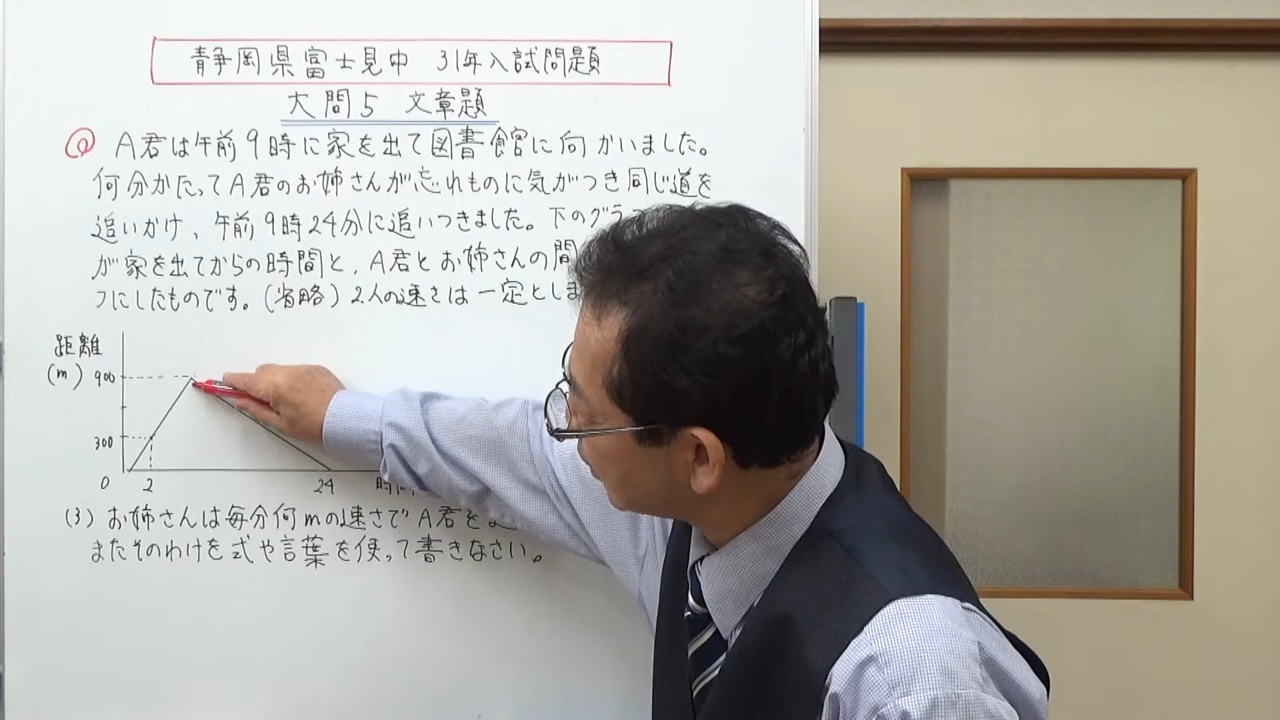 静岡県富士見中 31年入試問題
大問5 文章題
Q A君は午前9時に家を出て図書館に向かいました。
何分かたってA君のお姉さんが忘れものに気がつき同じ道を
追いかけ、午前9時24分に追いつきました。下のグラ
が家を出てからの時間と、A君とお姉さんの間
フにしたものです。(省略)2人の速さは一定としま
距離
(m) 900
300
0 2 24
(3) お姉さんは毎分何mの速さでA君を
またそのわけを式や言葉を使って書きなさい。